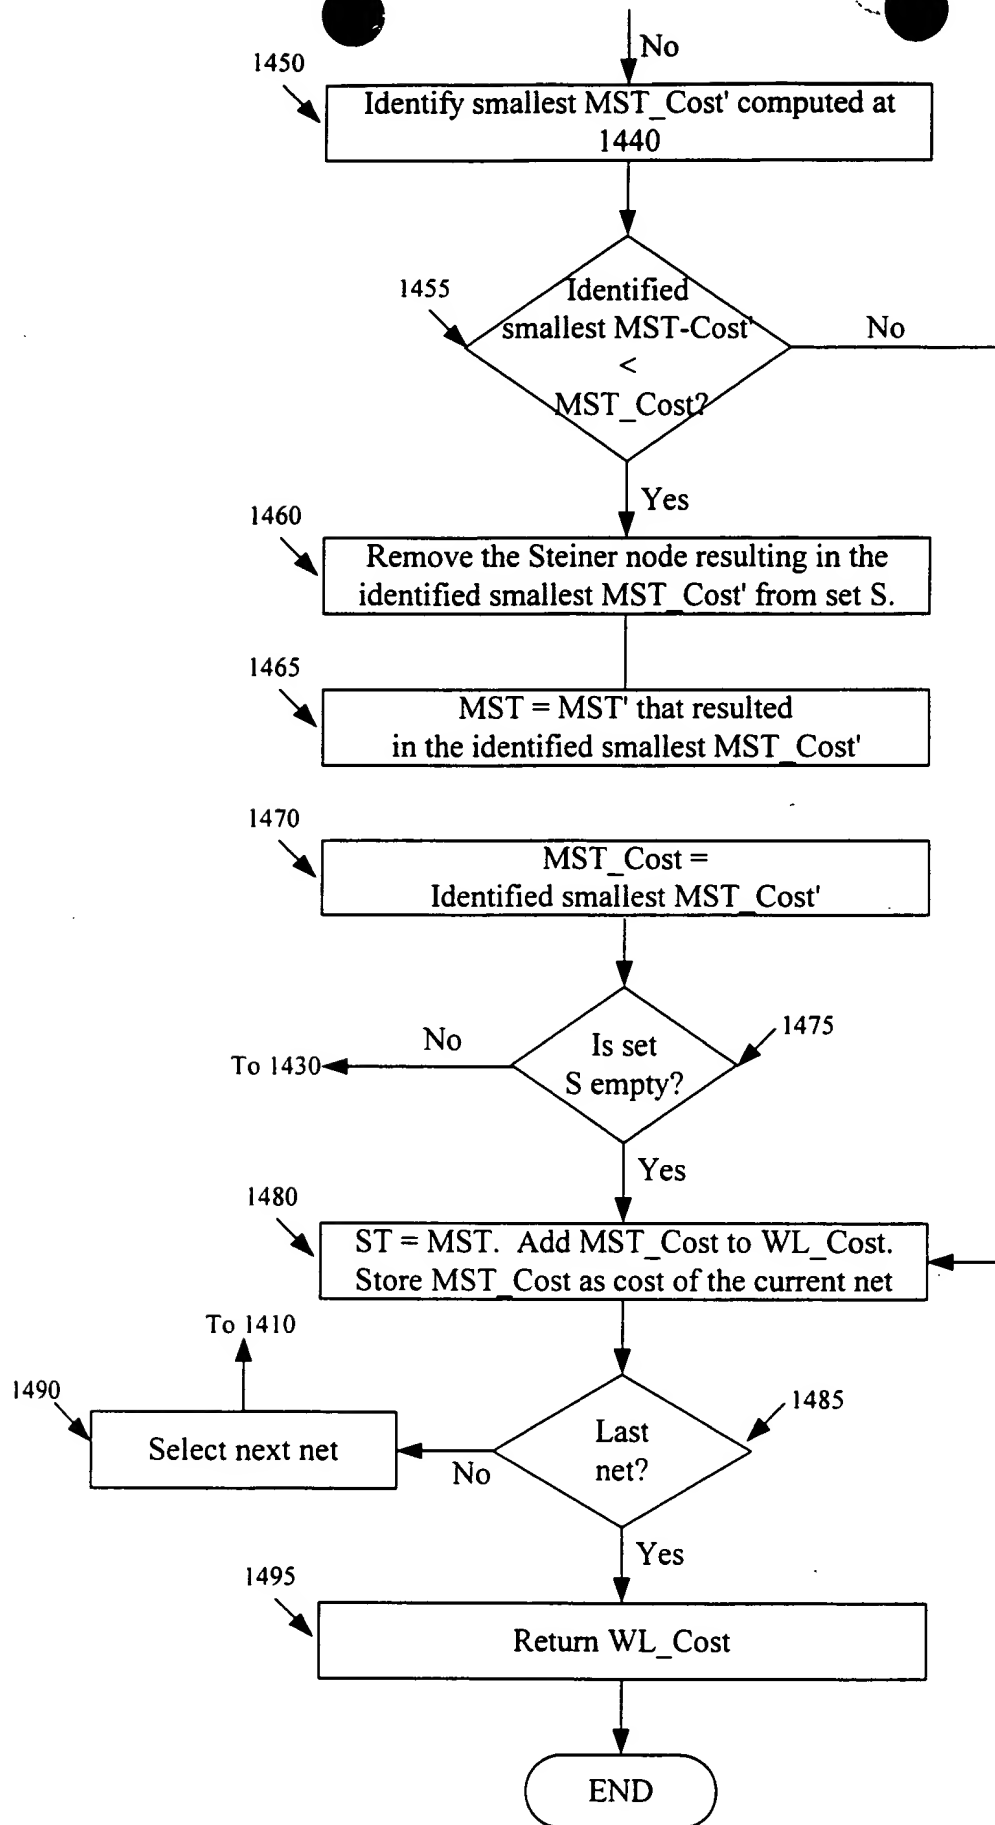 No
1450
Identify smallest MST_Cost' computed at
1440
1455
Identified
smallest MST-Cost'
<
MST_Cost?
No
Yes
1460
Remove the Steiner node resulting in the
identified smallest MST_Cost' from set S.
1465
MST = MST' that resulted
in the identified smallest MST_Cost'
1470
MST_Cost =
Identified smallest MST_Cost'
1475
No
Is set
S empty?
To 1430
Yes
1480
ST = MST. Add MST_Cost to WL_Cost.
Store MST_Cost as cost of the current net
To 1410
1490
1485
Select next net
Last
net?
No
Yes
1495
Return WL_Cost
END